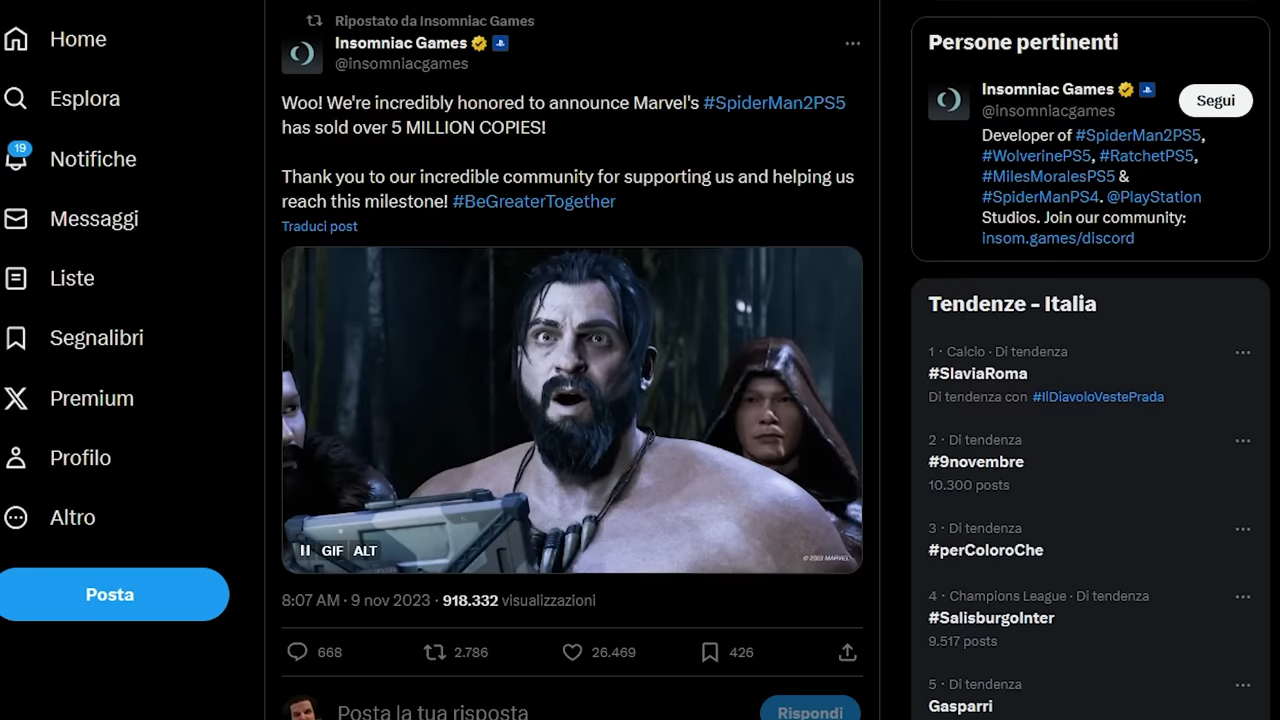 Home
Esplora
19
Notifiche
Messaggi
Liste
Segnalibri
Premium
Profilo
Altro
Posta
Ripostato da Insomniac Games
Insomniac Games
@insomniacgames
Woo! We're incredibly honored to announce Marvel's #SpiderMan2PS5
has sold over 5 MILLION COPIES!
Thank you to our incredible community for supporting us and helping us
reach this milestone! #BeGreaterTogether
Traduci post
GIF ALT
© 2023 MARVEL
8:07 AM · 9 nov 2023 · 918.332 visualizzazioni
668 2.786 26.469 426
Posta la tua risposta
Rispondi
Persone pertinenti
Insomniac Games
@insomniacgames
Segui
Developer of #SpiderMan2PS5,
#WolverinePS5, #RatchetPS5,
#MilesMoralesPS5 &
#SpiderManPS4. @PlayStation
Studios. Join our community:
insom.games/discord
Tendenze - Italia
1 · Calcio · Di tendenza
#SlaviaRoma
Di tendenza con #IlDiavoloVestePrada
2 · Di tendenza
#9novembre
10.300 posts
3 · Di tendenza
#perColoroChe
4 · Champions League · Di tendenza
#SalisburgoInter
9.517 posts
5 · Di tendenza
Gasparri